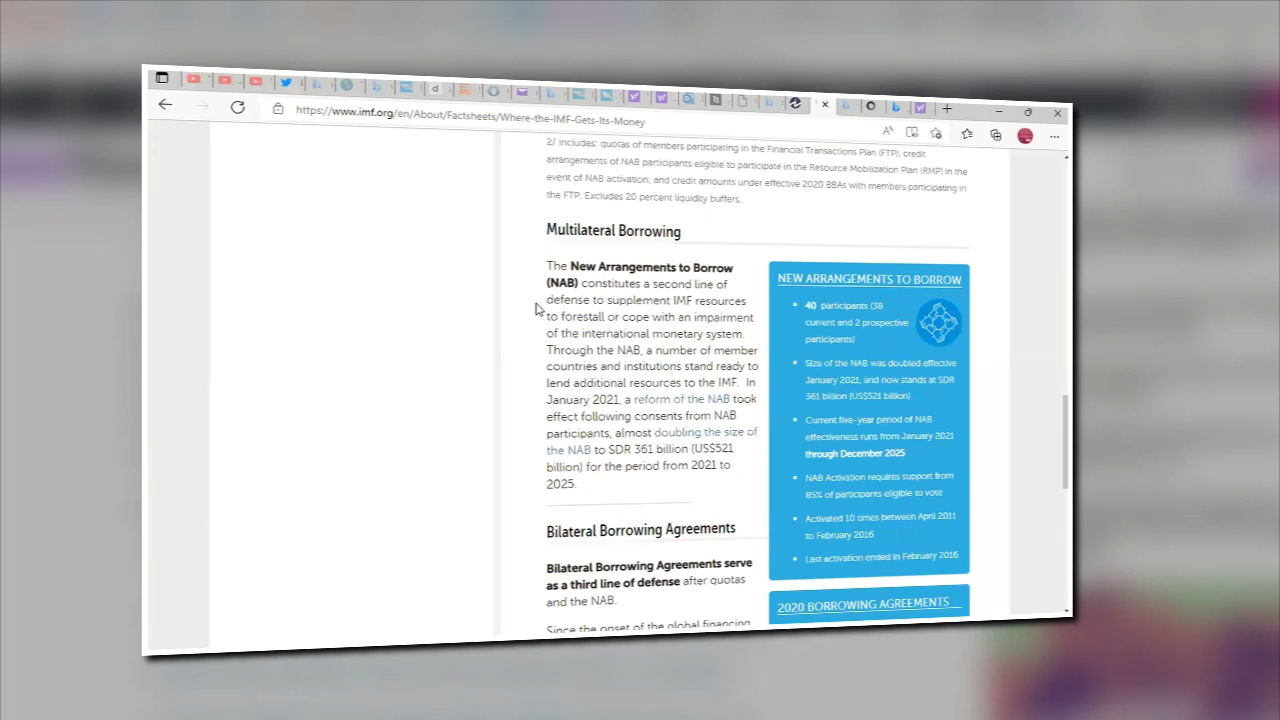 https://www.imf.org/en/About/Factsheets/Where-the-IMF-Gets-Its-Money
2/ Includes: quotas of members participating in the Financial Transactions Plan (FTP); credit
arrangements of NAB participants eligible to participate in the Resource Mobilization Plan (RMP) in the
event of NAB activation; and credit amounts under effective 2020 BBAs with members participating in
the FTP. Excludes 20 percent liquidity buffers.
Multilateral Borrowing
The New Arrangements to Borrow
(NAB) constitutes a second line of
defense to supplement IMF resources
to forestall or cope with an impairment
of the international monetary system.
Through the NAB, a number of member
countries and institutions stand ready to
lend additional resources to the IMF. In
January 2021, a reform of the NAB took
effect following consents from NAB
participants, almost doubling the size of
the NAB to SDR 361 billion (US$521
billion) for the period from 2021 to
2025.
Bilateral Borrowing Agreements
Bilateral Borrowing Agreements serve
as a third line of defense after quotas
and the NAB.
Since the onset of the global financing
NEW ARRANGEMENTS TO BORROW
40 participants (38
current and 2 prospective
participants)
Size of the NAB was doubled effective
January 2021, and now stands at SDR
361 billion (US$521 billion)
Current five-year period of NAB
effectiveness runs from January 2021
through December 2025
NAB Activation requires support from
85% of participants eligible to vote
Activated 10 times between April 2011
to February 2016
Last activation ended in February 2016
2020 BORROWING AGREEMENTS